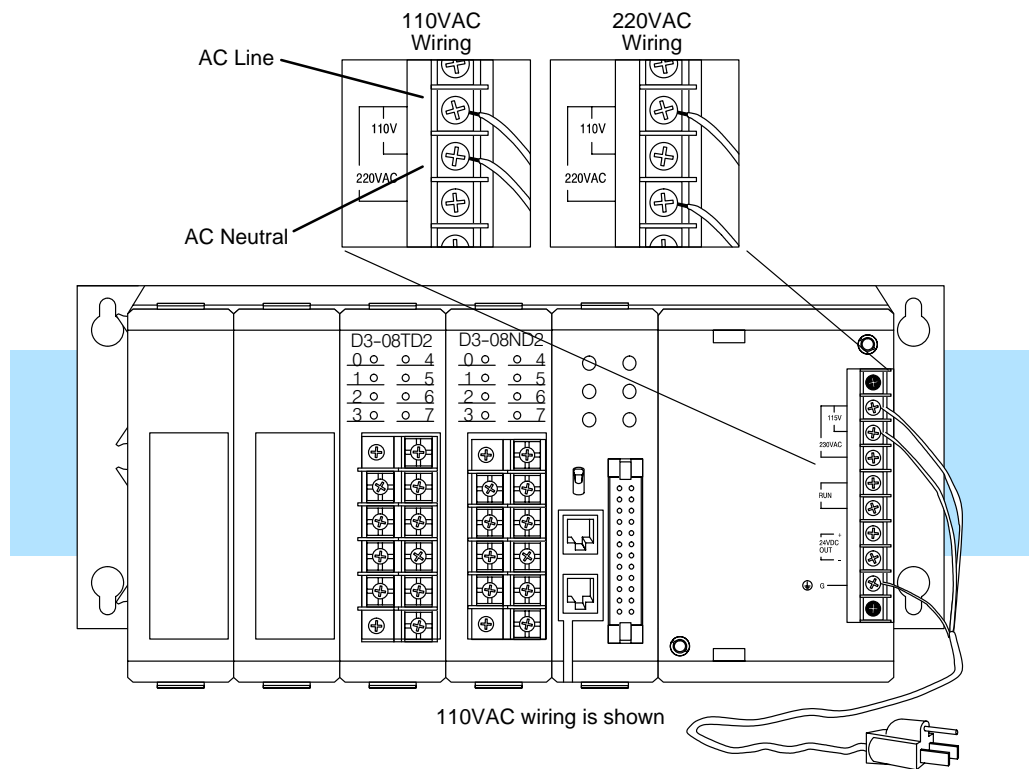 110VAC
Wiring
220VAC
Wiring
AC Line
110V
220VAC
110V
220VAC
AC Neutral
D3-08TD2
0 4
1 5
2 6
3 7
D3-08ND2
0 4
1 5
2 6
3 7
115V
230VAC
RUN
24VDC
OUT
+
-
G
110VAC wiring is shown